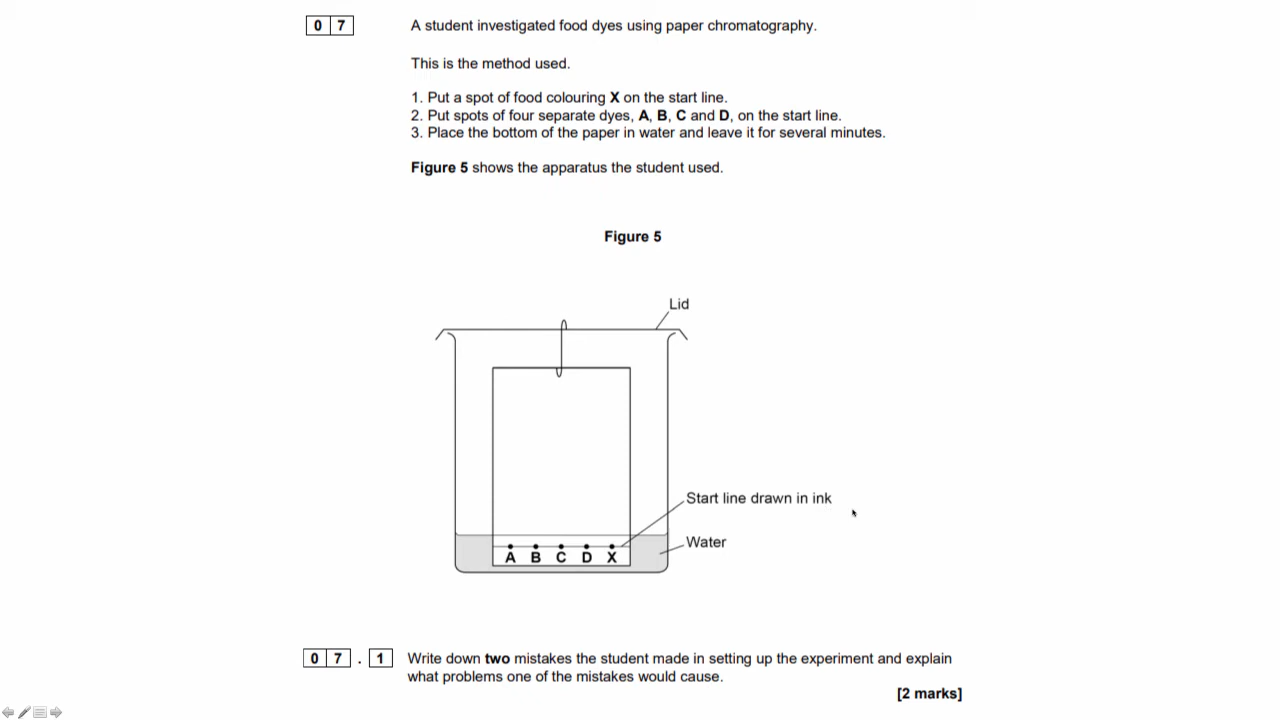 0 7 A student investigated food dyes using paper chromatography.
This is the method used.
1. Put a spot of food colouring X on the start line.
2. Put spots of four separate dyes, A, B, C and D, on the start line.
3. Place the bottom of the paper in water and leave it for several minutes.
Figure 5 shows the apparatus the student used.
Figure 5
Lid
Start line drawn in ink
Water
A B C D X
0 7 . 1 Write down two mistakes the student made in setting up the experiment and explain
what problems one of the mistakes would cause.
[2 marks]